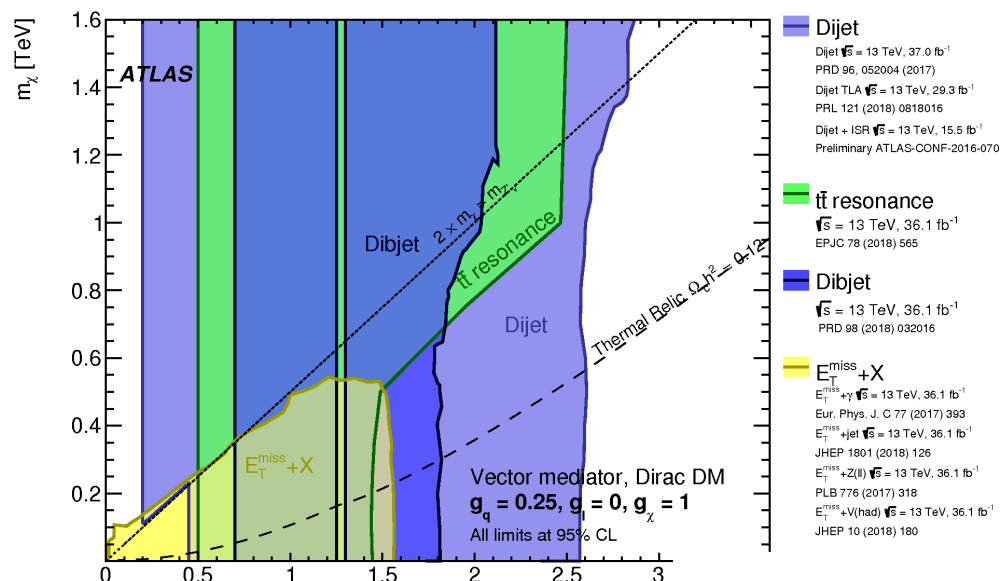 1.6
1.4
1.2
1
0.8
0.6
0.4
0.2
m_χ [TeV]
ATLAS
2 × m_χ = m_Z'_V
Dibjet
tt̄ resonance
Dijet
Thermal Relic Ω_c h² = 0.12
E_T^miss+X
Vector mediator, Dirac DM
g_q = 0.25, g_l = 0, g_χ = 1
All limits at 95% CL
0 0.5 1 1.5 2 2.5 3
Dijet
Dijet √s = 13 TeV, 37.0 fb⁻¹
PRD 96, 052004 (2017)
Dijet TLA √s = 13 TeV, 29.3 fb⁻¹
PRL 121 (2018) 0818016
Dijet + ISR √s = 13 TeV, 15.5 fb⁻¹
Preliminary ATLAS-CONF-2016-070
tt̄ resonance
√s = 13 TeV, 36.1 fb⁻¹
EPJC 78 (2018) 565
Dibjet
√s = 13 TeV, 36.1 fb⁻¹
PRD 98 (2018) 032016
E_T^miss+X
E_T^miss+γ √s = 13 TeV, 36.1 fb⁻¹
Eur. Phys. J. C 77 (2017) 393
E_T^miss+jet √s = 13 TeV, 36.1 fb⁻¹
JHEP 1801 (2018) 126
E_T^miss+Z(ll) √s = 13 TeV, 36.1 fb⁻¹
PLB 776 (2017) 318
E_T^miss+V(had) √s = 13 TeV, 36.1 fb⁻¹
JHEP 10 (2018) 180